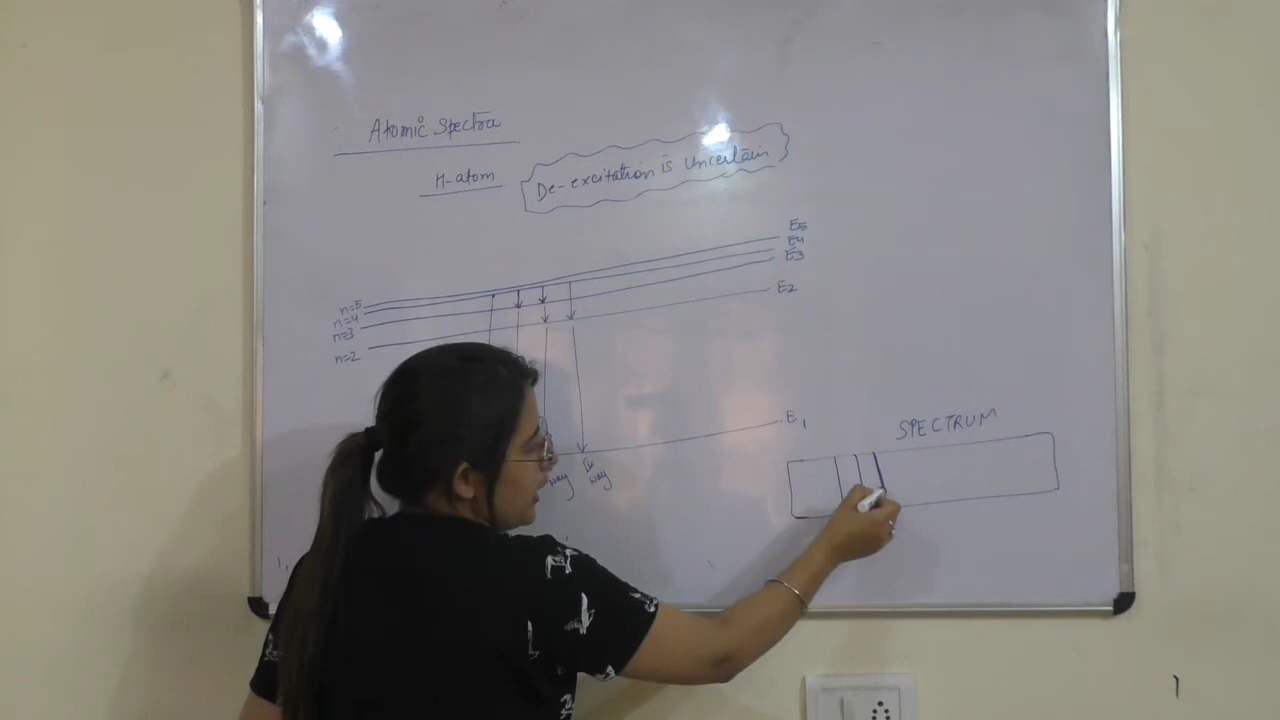 Atomic Spectra
H-atom
De-excitation is Uncertain
E5
E4
E3
E2
n=5
n=4
n=3
n=2
E1
SPECTRUM
way
way